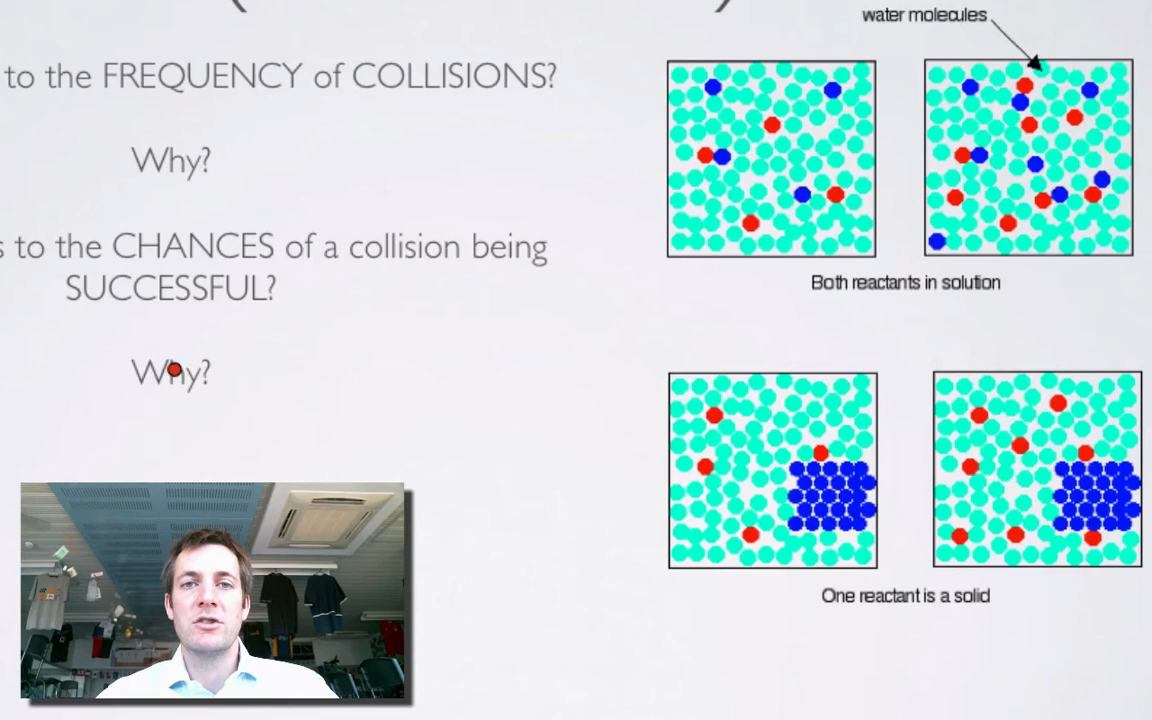 to the FREQUENCY of COLLISIONS?
Why?
to the CHANCES of a collision being
SUCCESSFUL?
Why?
water molecules
Both reactants in solution
One reactant is a solid